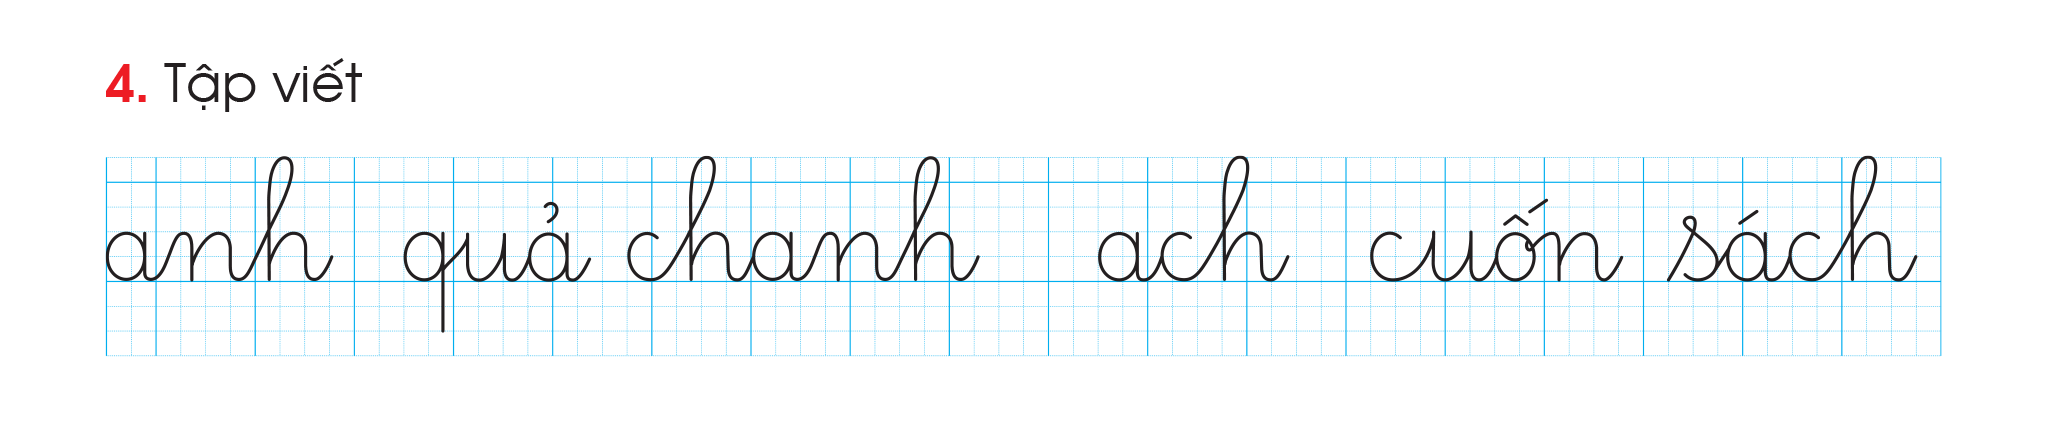 4. Tập viết
anh quả chanh ach cuốn sách